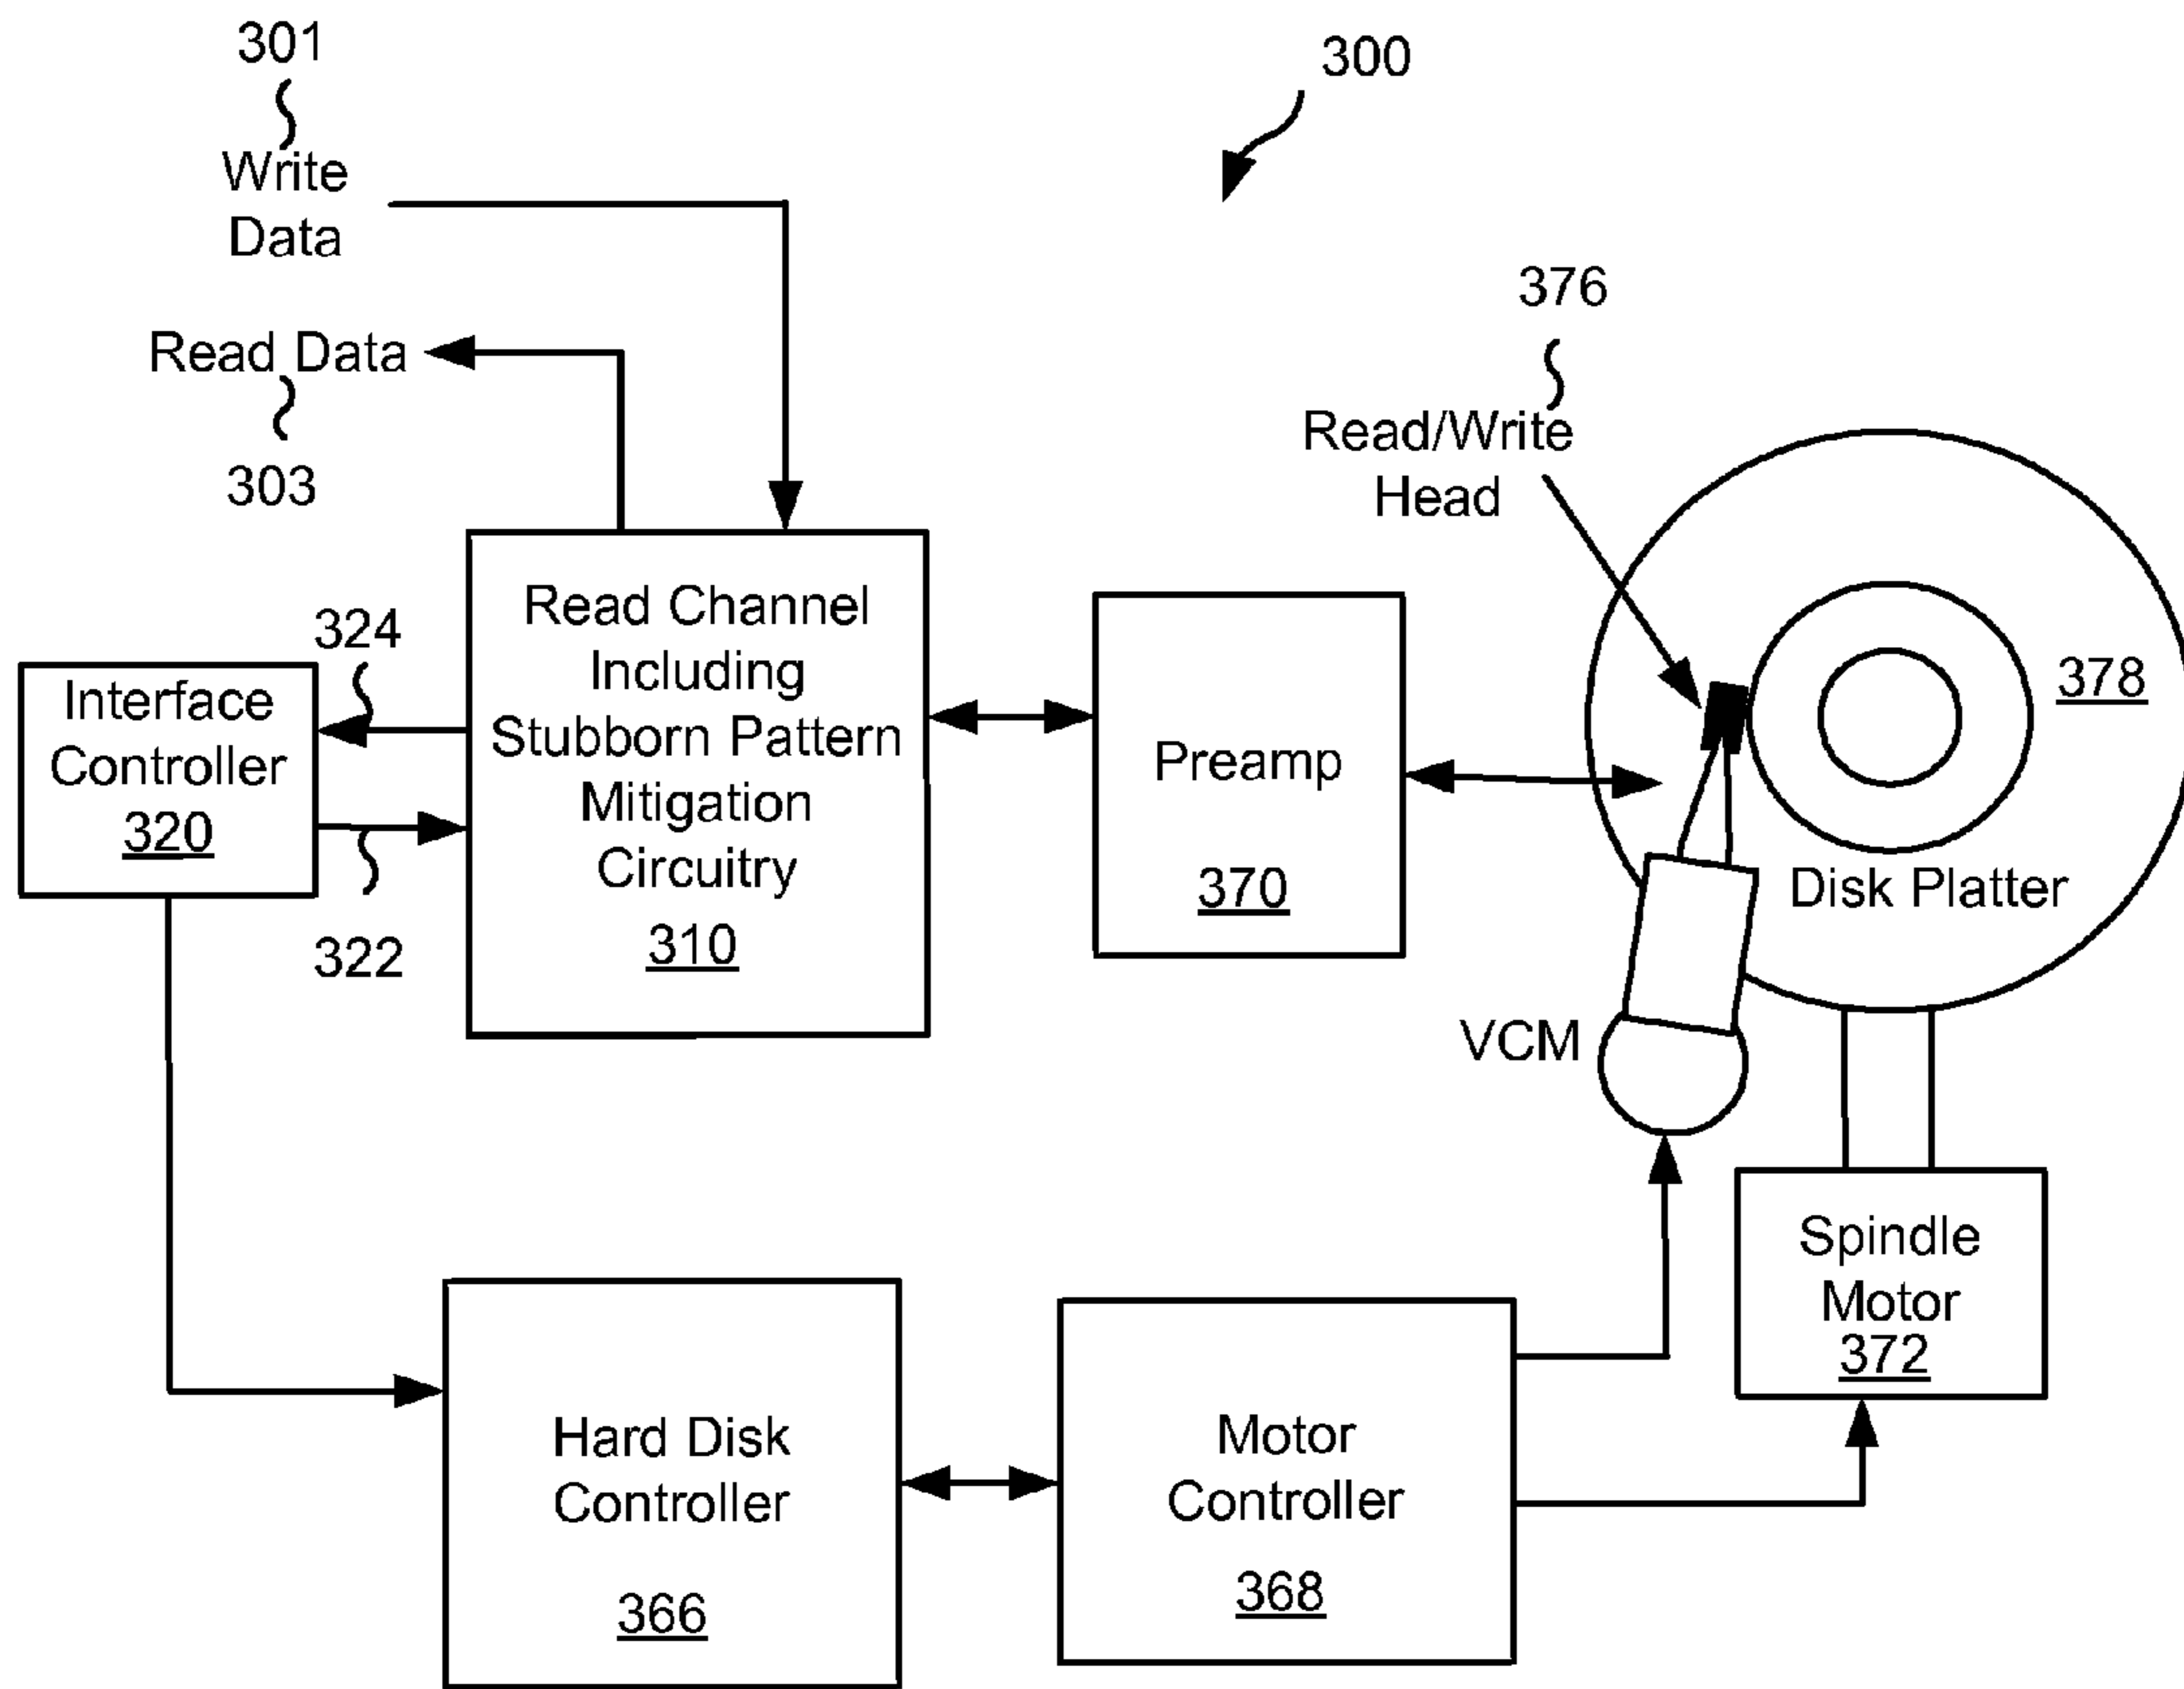 301
Write
Data
300
Read Data
303
376
Read/Write
Head
324
Interface
Controller
320
322
Read Channel
Including
Stubborn Pattern
Mitigation
Circuitry
310
Preamp
370
378
Disk Platter
VCM
Spindle
Motor
372
Hard Disk
Controller
366
Motor
Controller
368